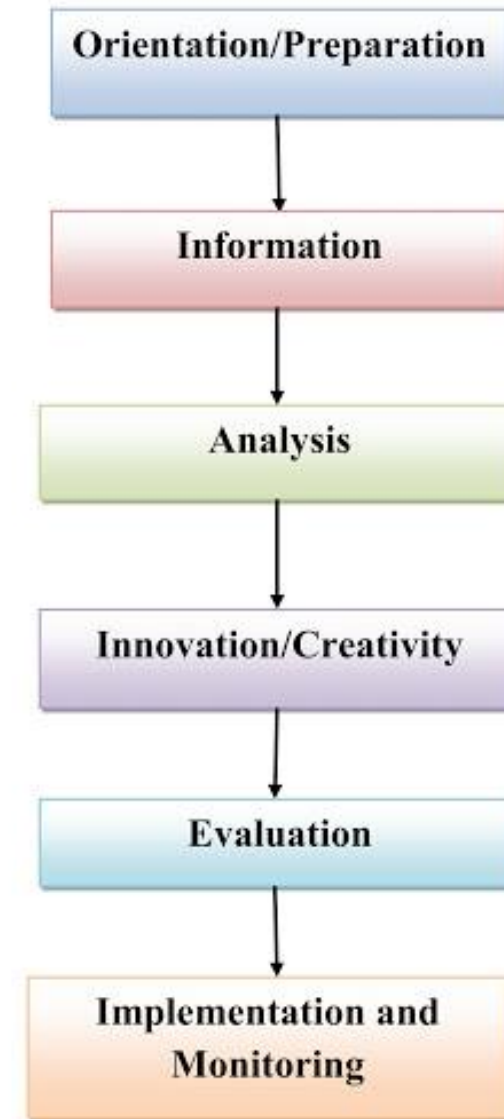 Orientation/Preparation
Information
Analysis
Innovation/Creativity
Evaluation
Implementation and
Monitoring